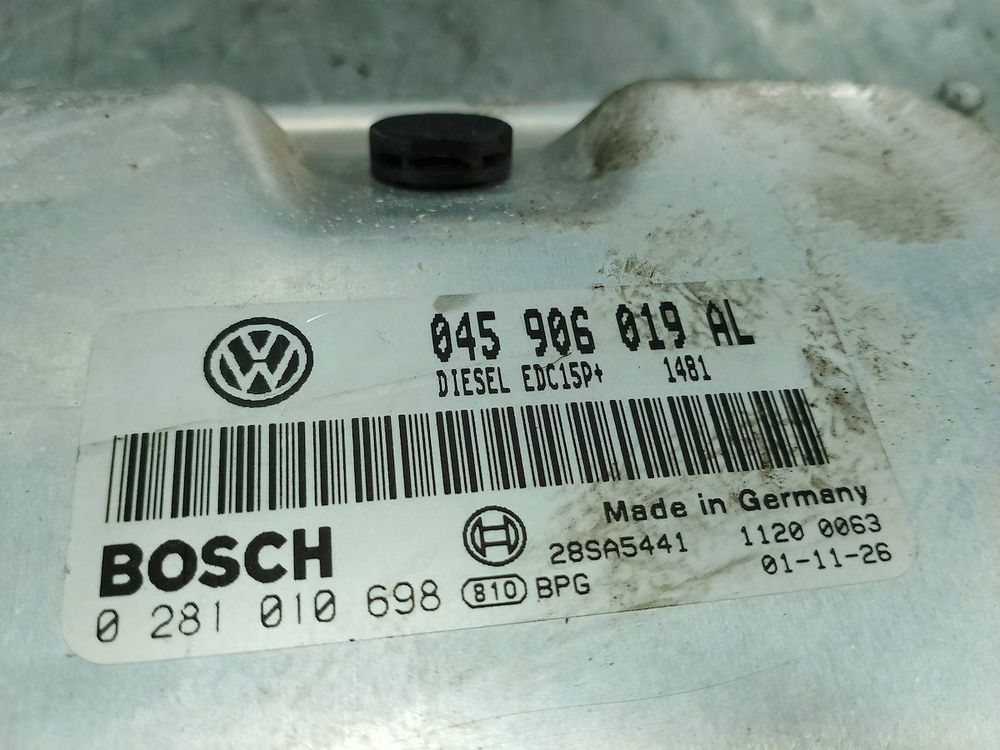 VW
045 906 019 AL
DIESEL EDC15P+ 1481
Made in Germany
BOSCH
28SA5441 1120 0063
0 281 010 698 810 BPG 01-11-26